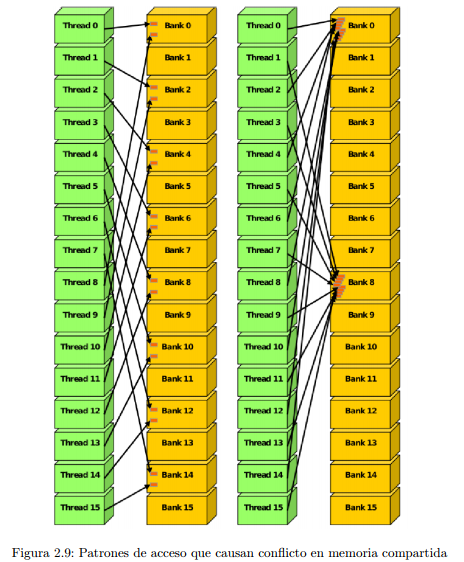 Thread 0 Bank 0 Thread 0 Bank 0
Thread 1 Bank 1 Thread 1 Bank 1
Thread 2 Bank 2 Thread 2 Bank 2
Thread 3 Bank 3 Thread 3 Bank 3
Thread 4 Bank 4 Thread 4 Bank 4
Thread 5 Bank 5 Thread 5 Bank 5
Thread 6 Bank 6 Thread 6 Bank 6
Thread 7 Bank 7 Thread 7 Bank 7
Thread 8 Bank 8 Thread 8 Bank 8
Thread 9 Bank 9 Thread 9 Bank 9
Thread 10 Bank 10 Thread 10 Bank 10
Thread 11 Bank 11 Thread 11 Bank 11
Thread 12 Bank 12 Thread 12 Bank 12
Thread 13 Bank 13 Thread 13 Bank 13
Thread 14 Bank 14 Thread 14 Bank 14
Thread 15 Bank 15 Thread 15 Bank 15
Figura 2.9: Patrones de acceso que causan conflicto en memoria compartida